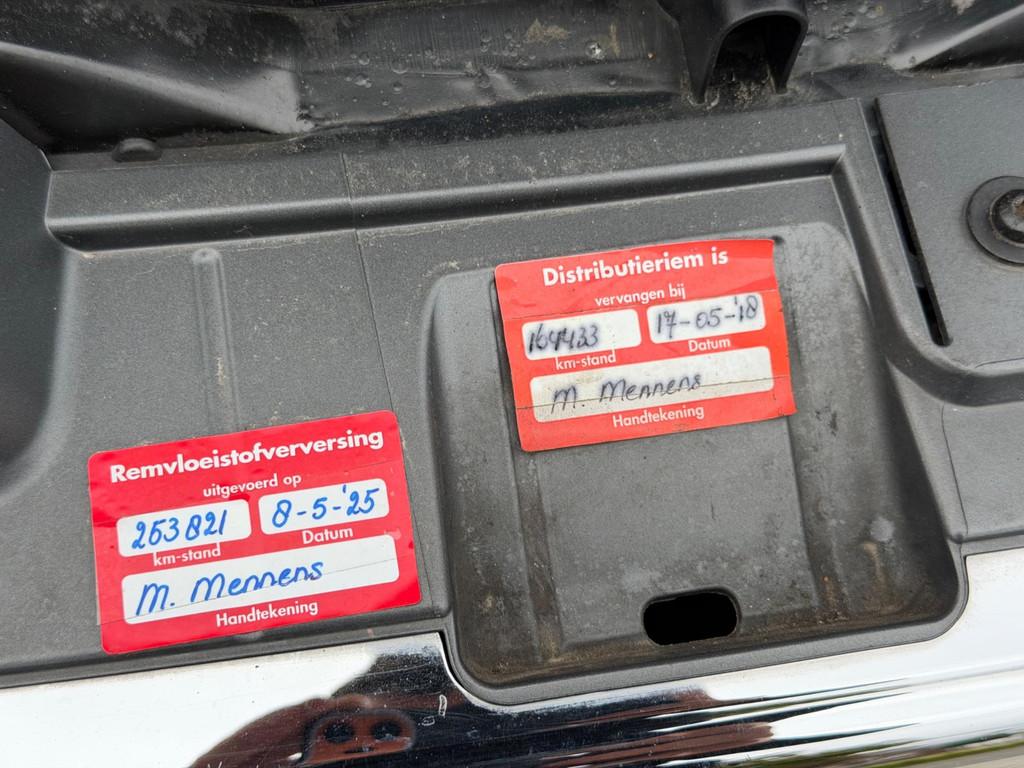 Distributieriem is
vervangen bij
164433 17-05-'18
km-stand Datum
M. Mennens
Handtekening
Remvloeistofverversing
uitgevoerd op
253821 8-5-'25
km-stand Datum
M. Mennens
Handtekening